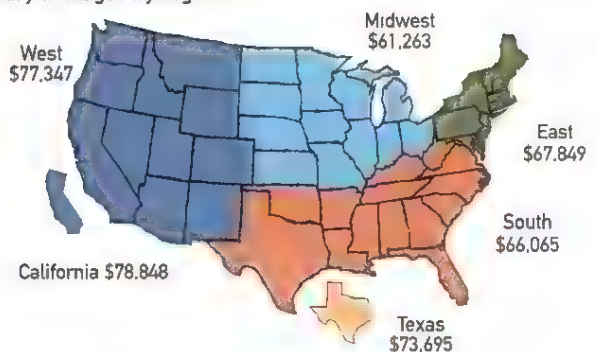 Midwest
$61,263
West
$77,347
East
$67.849
South
$66,065
California $78.848
Texas
$73,695